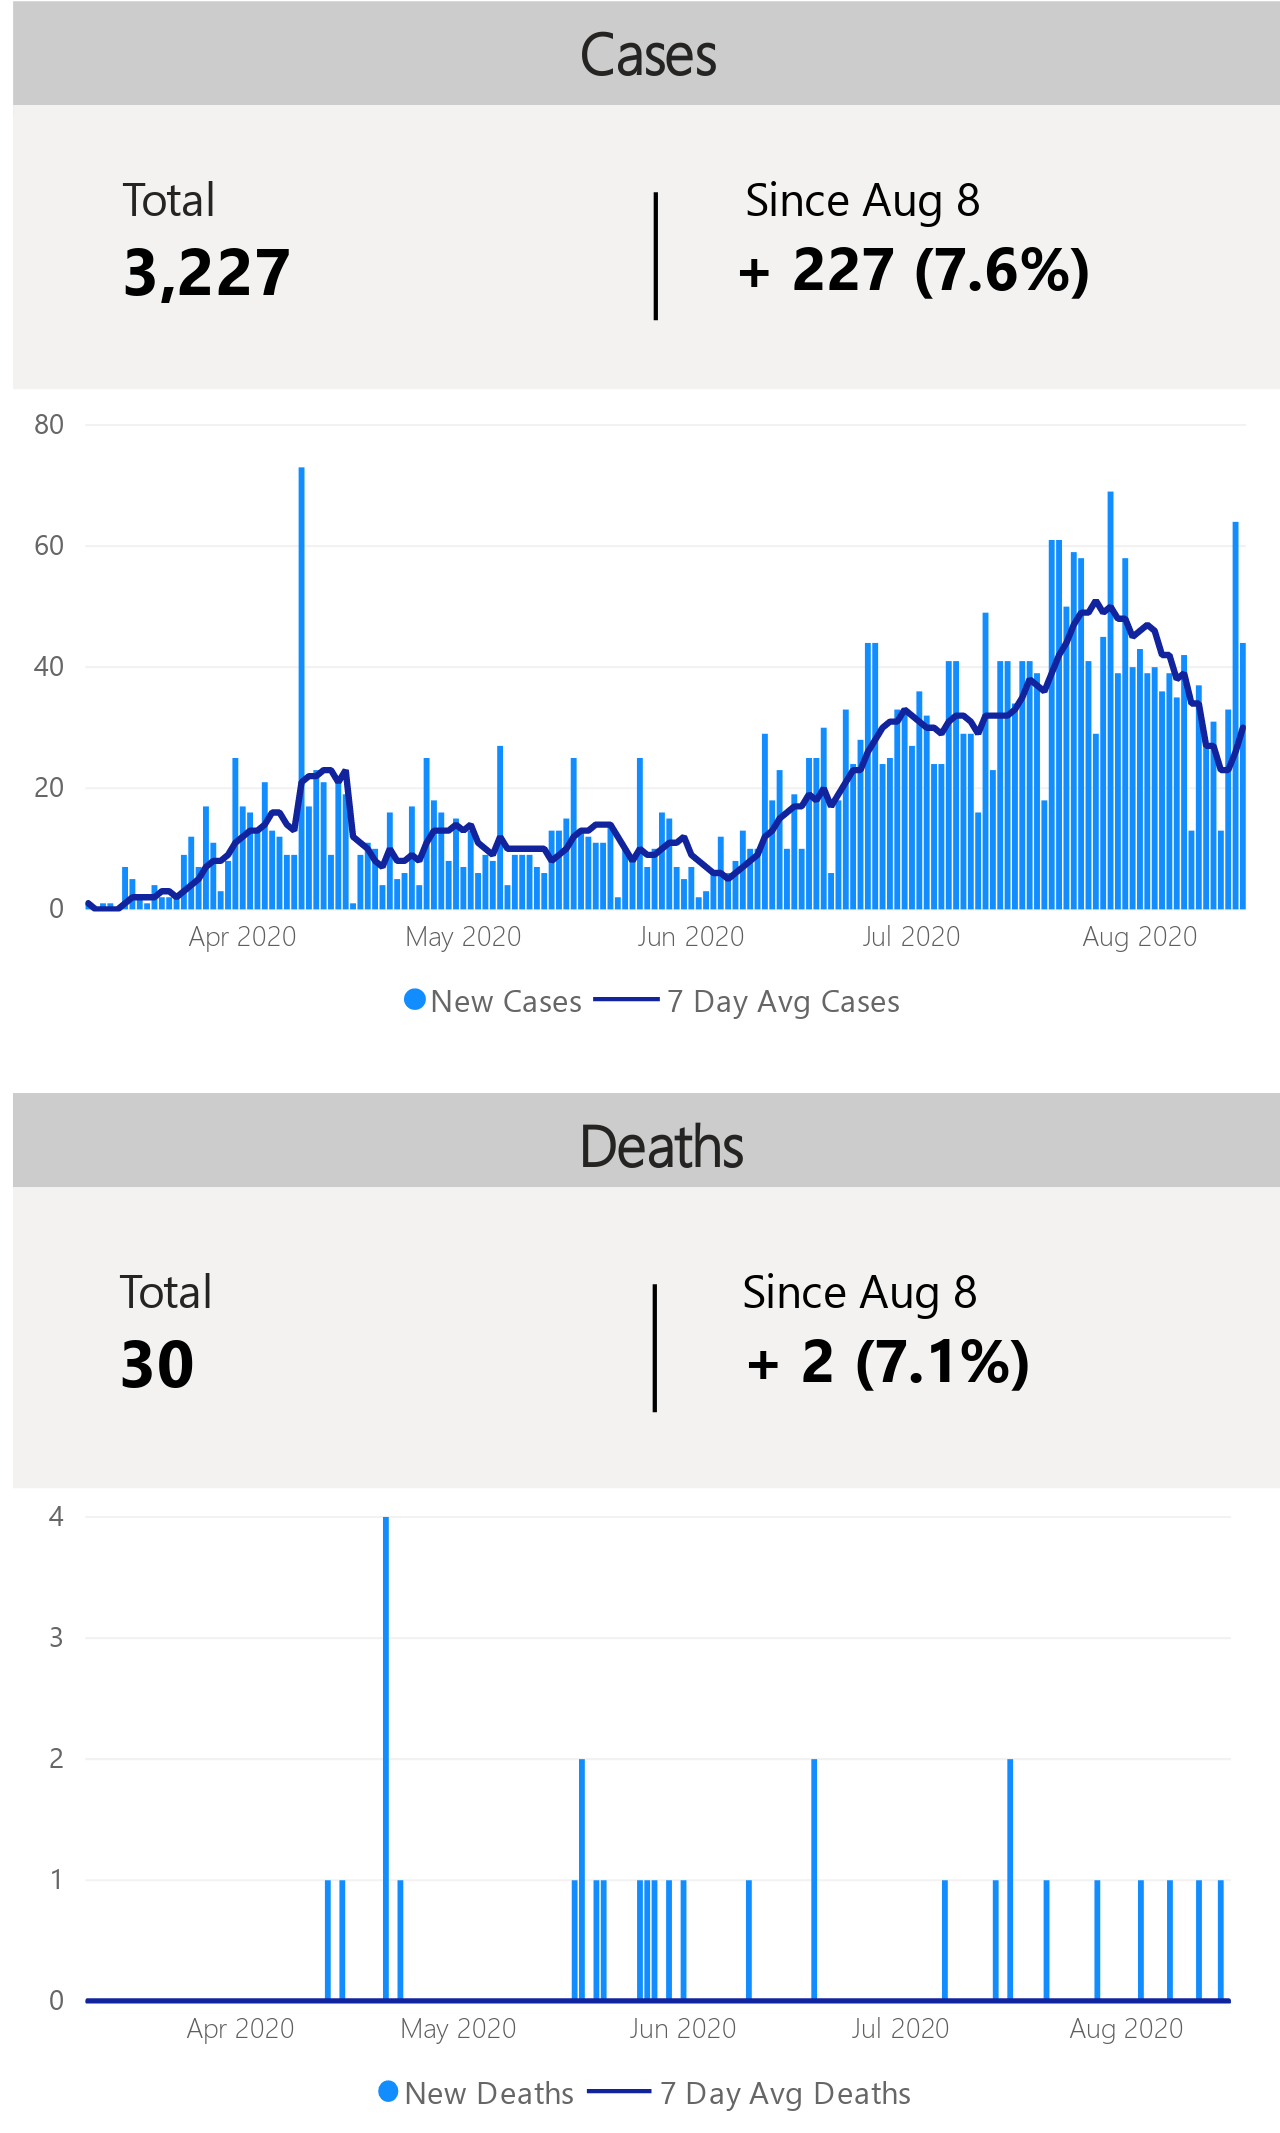 Cases
Total
Since Aug 8
3,227
+ 227 (7.6%)
80
60
40
20
0
Apr 2020 May 2020 Jun 2020 Jul 2020 Aug 2020
New Cases 7 Day Avg Cases
Deaths
Total
Since Aug 8
30
+ 2 (7.1%)
4
3
2
1
0
Apr 2020 May 2020 Jun 2020 Jul 2020 Aug 2020
New Deaths 7 Day Avg Deaths